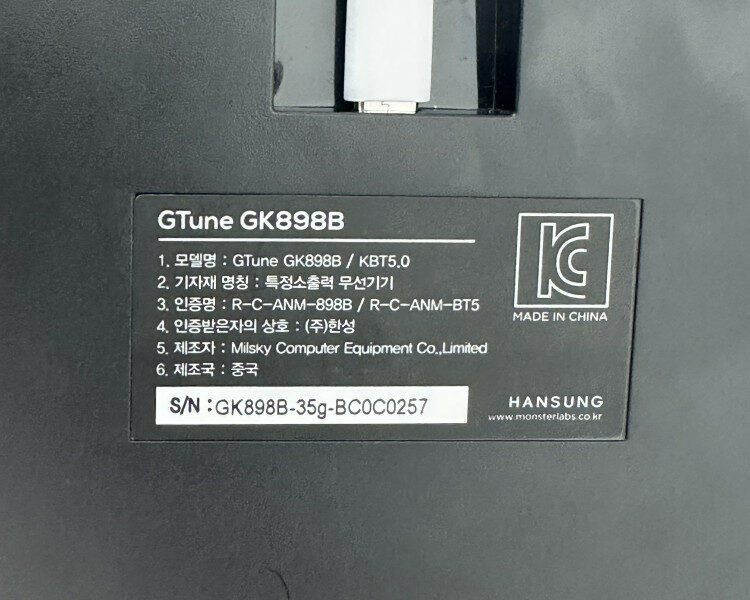 GTune GK898B
1. 모델명 : GTune GK898B / KBT5.0
2. 기자재 명칭 : 특정소출력 무선기기
3. 인증명 : R-C-ANM-898B / R-C-ANM-BT5
4. 인증받은자의 상호 : (주)한성
5. 제조자 : Milsky Computer Equipment Co.,Limited
6. 제조국 : 중국
S/N : GK898B-35g-BC0C0257
KC
MADE IN CHINA
HANSUNG
www.monsterlabs.co.kr